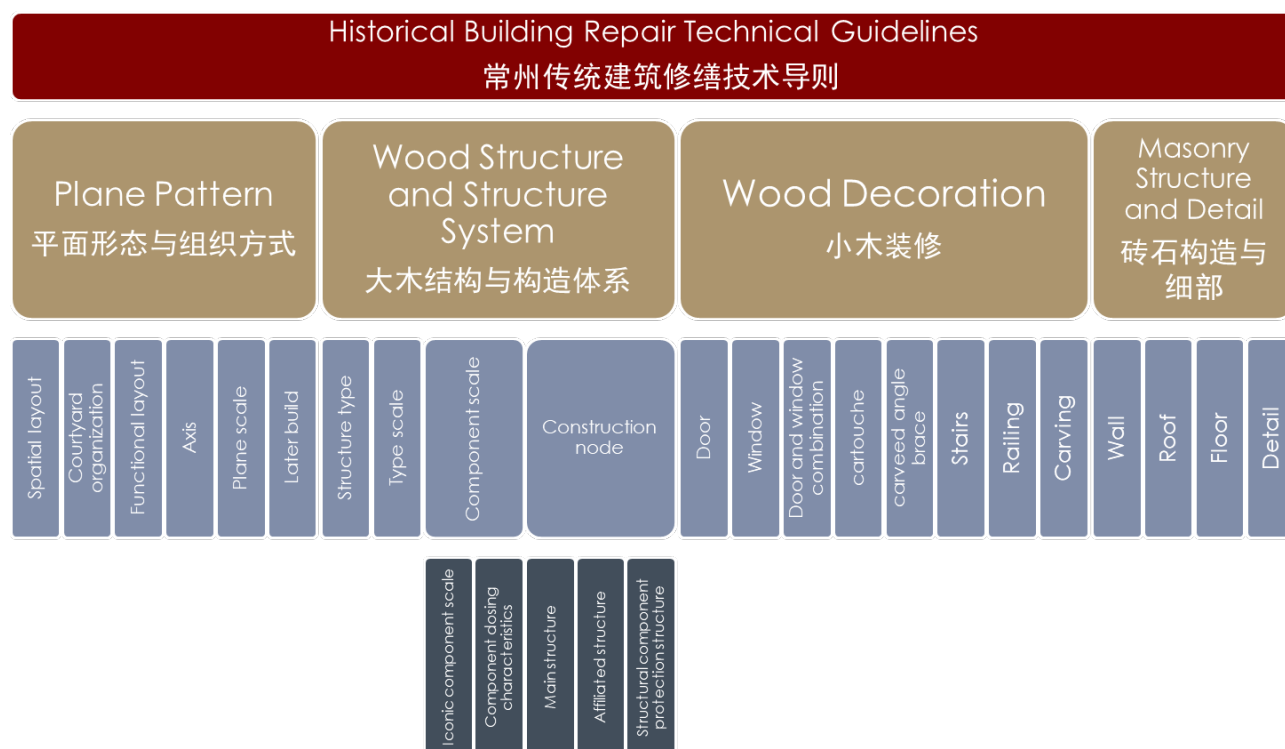 Historical Building Repair Technical Guidelines
常州传统建筑修缮技术导则
Plane Pattern
平面形态与组织方式
Wood Structure
and Structure
System
大木结构与构造体系
Wood Decoration
小木装修
Masonry
Structure
and Detail
砖石构造与
细部
Spatial layout
Courtyard
organization
Functional layout
Axis
Plane scale
Later build
Structure type
Type scale
Component scale
Construction
node
Door
Window
Door and window
combination
cartouche
carveed angle
brace
Stairs
Railing
Carving
Wall
Roof
Floor
Detail
Iconic component scale
Component dosing
characteristics
Main structure
Affiliated structure
Structural component
protection structure